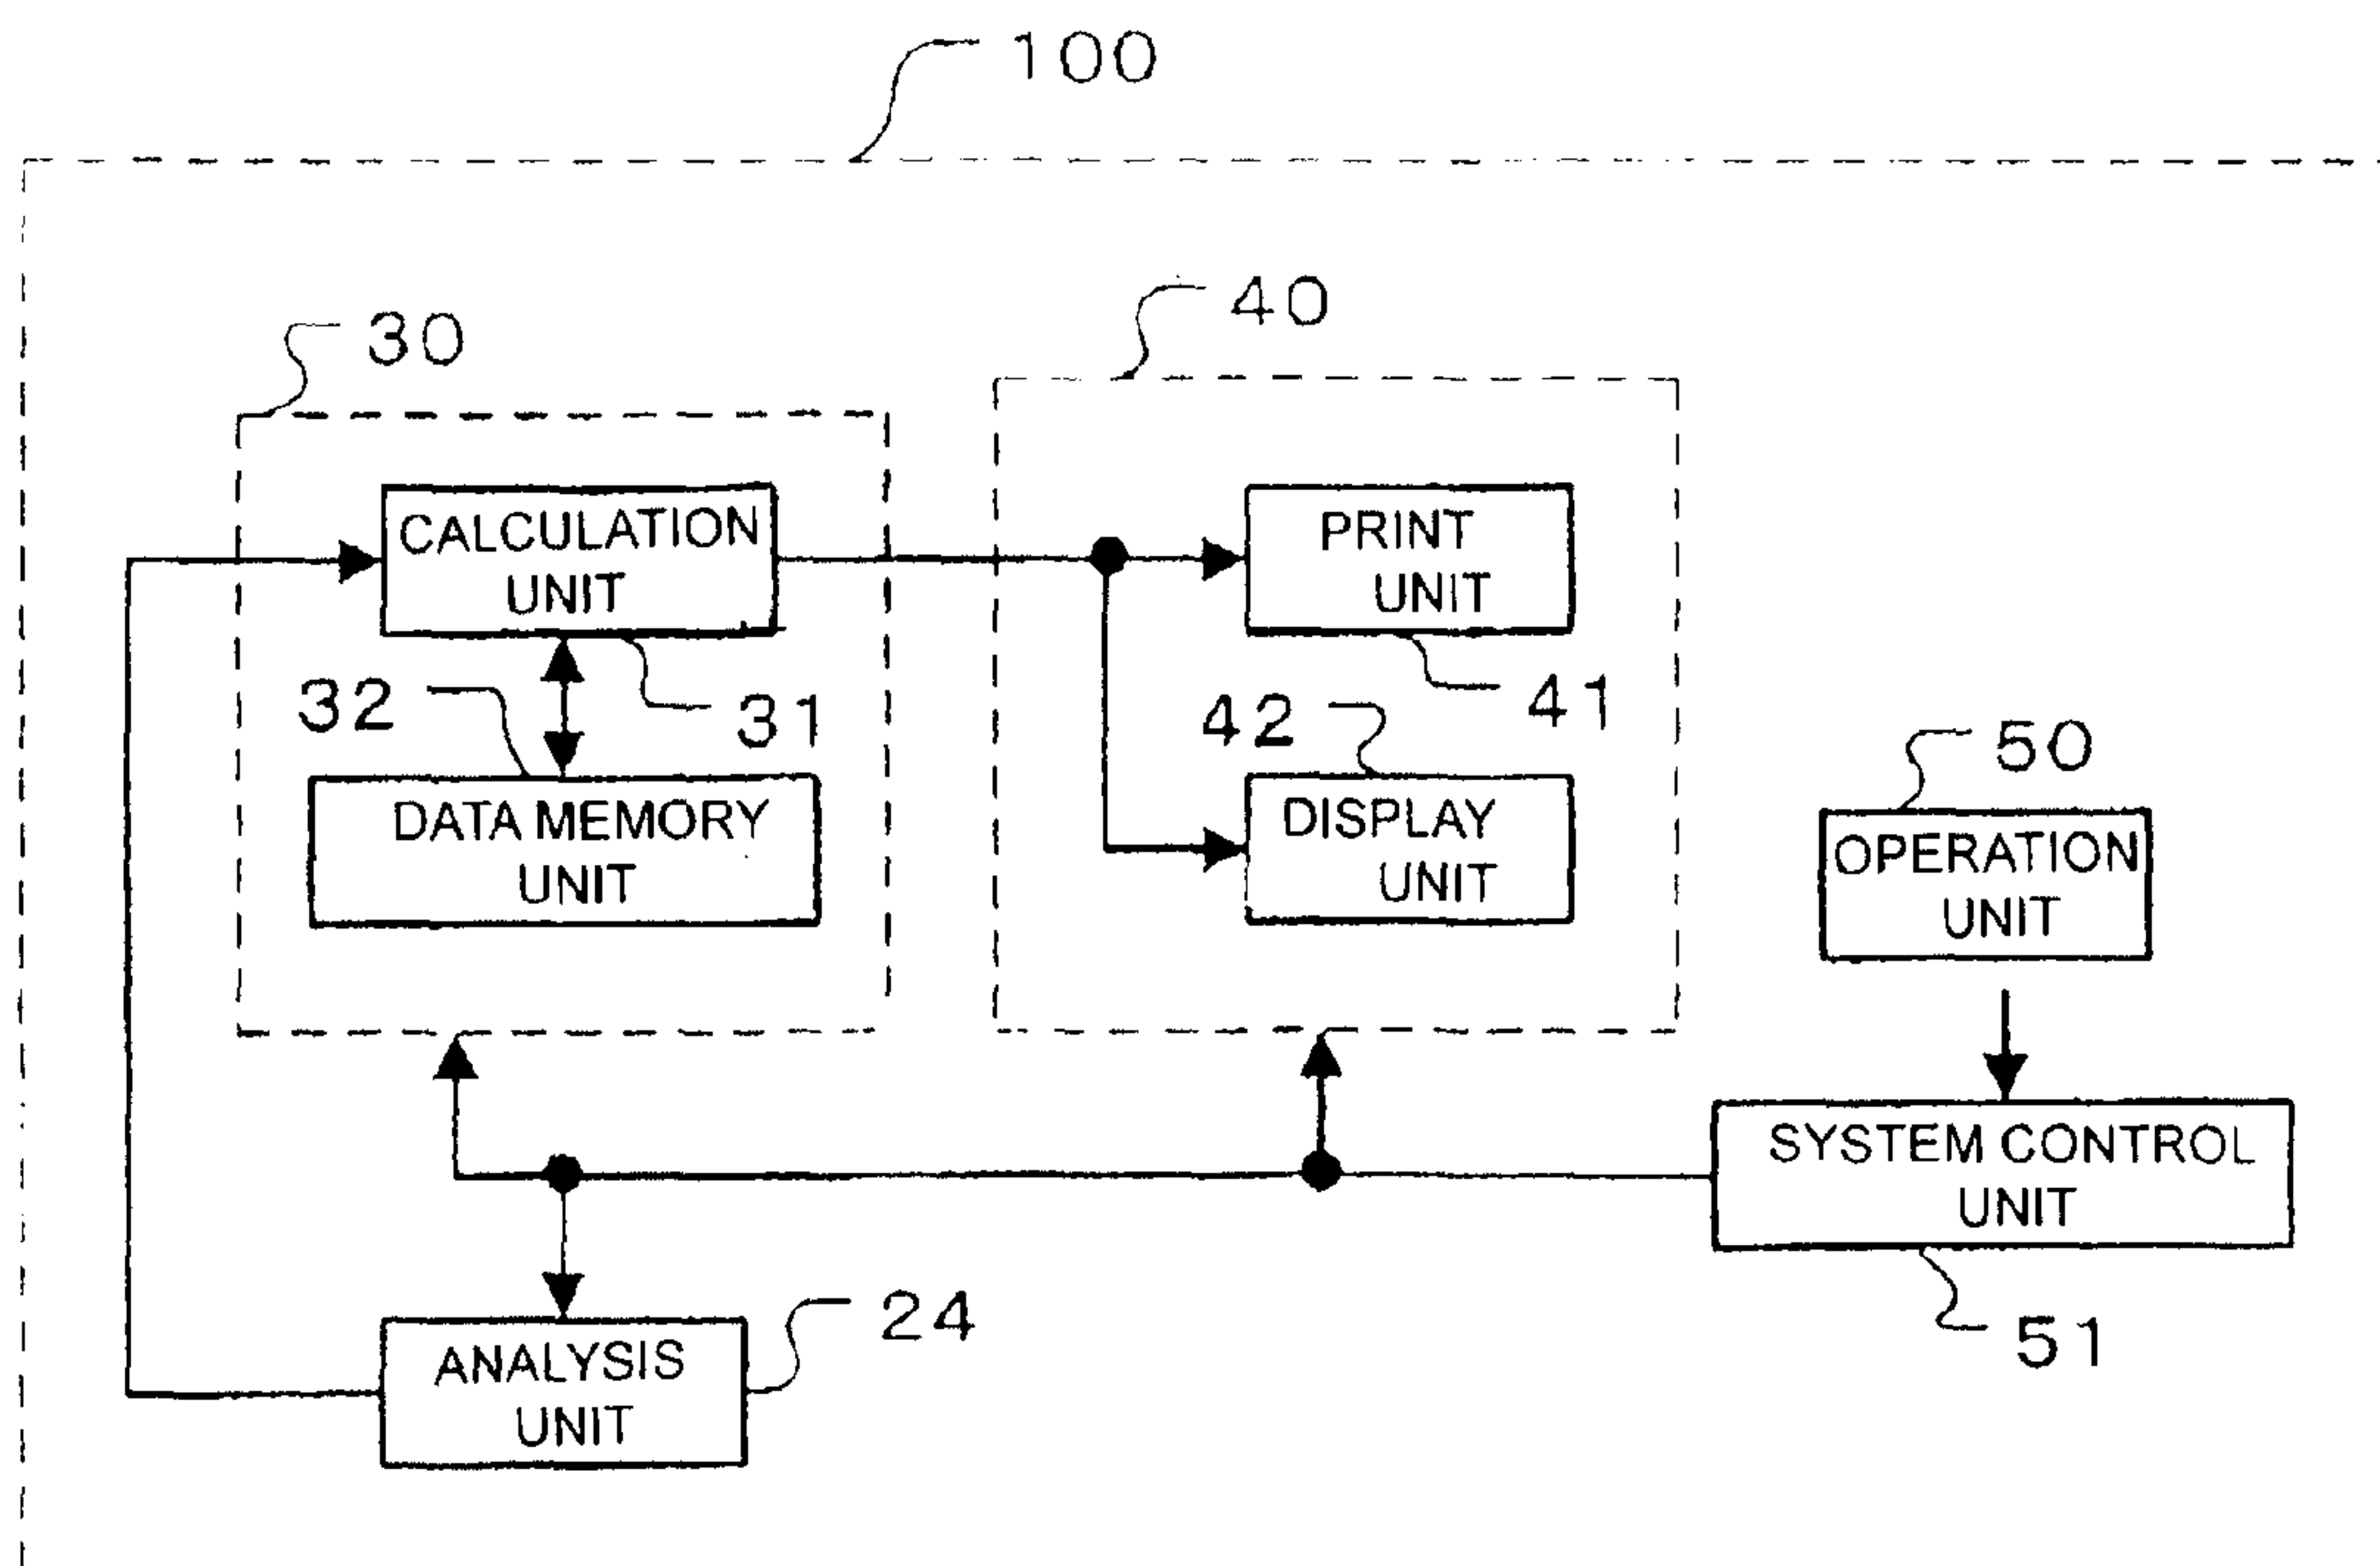 100
30
40
CALCULATION
UNIT
PRINT
UNIT
32
31
42
41
50
DATA MEMORY
UNIT
DISPLAY
UNIT
OPERATION
UNIT
SYSTEM CONTROL
UNIT
24
51
ANALYSIS
UNIT